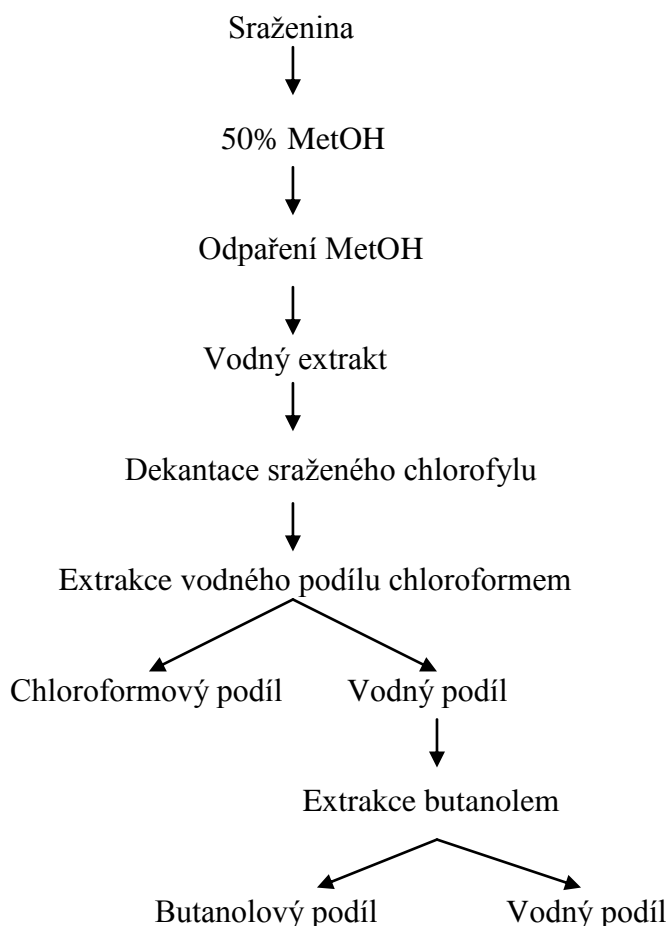 Sraženina
50% MetOH
Odpaření MetOH
Vodný extrakt
Dekantace sraženého chlorofylu
Extrakce vodného podílu chloroformem
Chloroformový podíl Vodný podíl
Extrakce butanolem
Butanolový podíl Vodný podíl